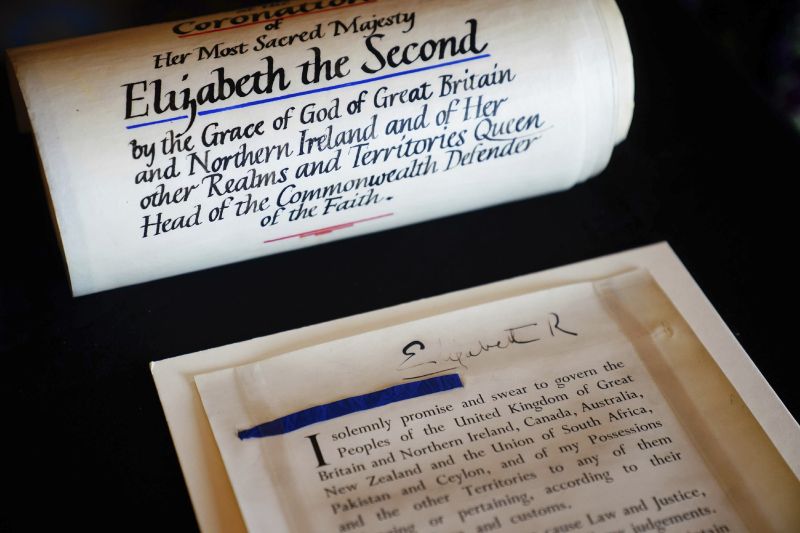 Coronation
of
Her Most Sacred Majesty
Elizabeth the Second
by the Grace of God of Great Britain
and Northern Ireland and of Her
other Realms and Territories Queen
Head of the Commonwealth Defender
of the Faith.
Elizabeth R
I solemnly promise and swear to govern the
Peoples of the United Kingdom of Great
Britain and Northern Ireland, Canada, Australia,
New Zealand and the Union of South Africa,
Pakistan and Ceylon, and of my Possessions
and the other Territories to any of them
or pertaining, according to their
and customs.
cause Law and Justice,
judgements.